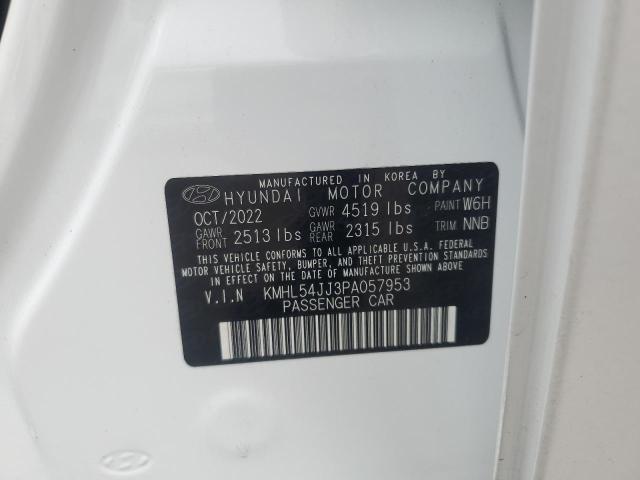 MANUFACTURED IN KOREA BY
HYUNDAI MOTOR COMPANY
OCT/2022 GVWR 4519 lbs PAINT W6H
GAWR FRONT 2513 lbs GAWR REAR 2315 lbs TRIM NNB
THIS VEHICLE CONFORMS TO ALL APPLICABLE U.S.A. FEDERAL
MOTOR VEHICLE SAFETY, BUMPER, AND THEFT PREVENTION STANDARDS
IN EFFECT ON THE DATE OF MANUFACTURE SHOWN ABOVE.
V.I.N KMHL54JJ3PA057953
PASSENGER CAR